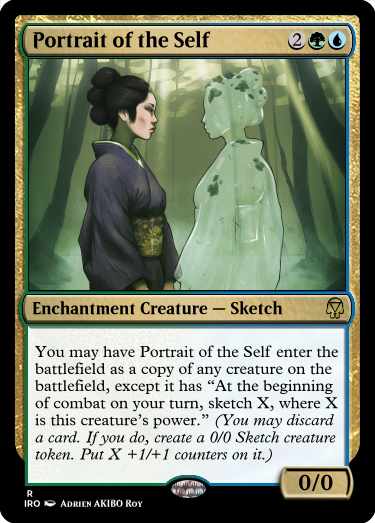 Portrait of the Self 2
Enchantment Creature — Sketch
You may have Portrait of the Self enter the
battlefield as a copy of any creature on the
battlefield, except it has “At the beginning
of combat on your turn, sketch X, where X
is this creature's power.” (You may discard
a card. If you do, create a 0/0 Sketch creature
token. Put X +1/+1 counters on it.)
0/0
R
IRO Adrien AKIBO Roy